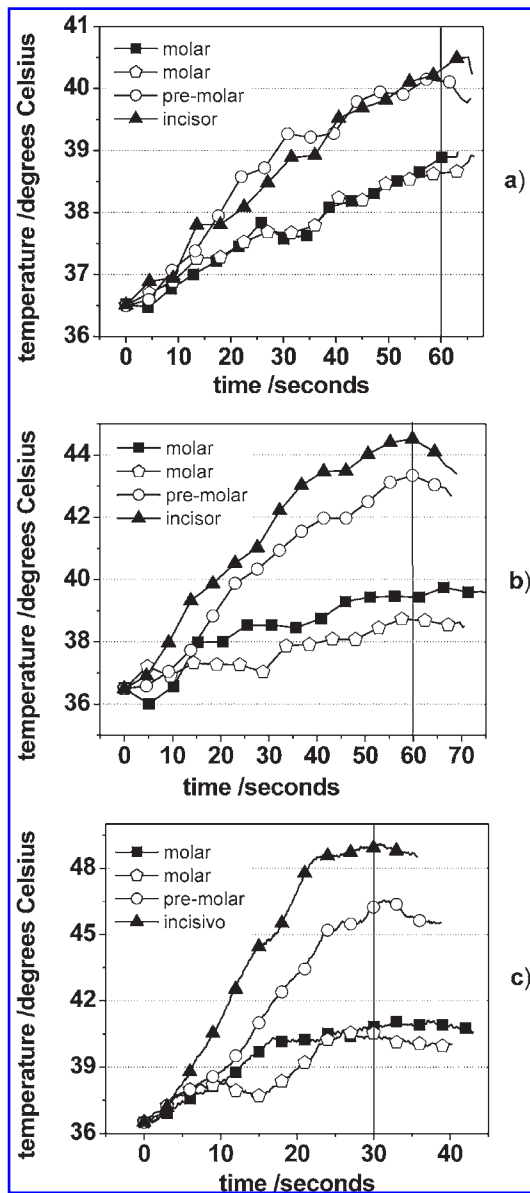 temperature /degrees Celsius
41
40
39
38
37
36
molar
molar
pre-molar
incisor
0 10 20 30 40 50 60
time /seconds
a)
temperature /degrees Celsius
44
42
40
38
36
molar
molar
pre-molar
incisor
0 10 20 30 40 50 60 70
time /seconds
b)
temperature /degrees Celsius
48
45
42
39
36
molar
molar
pre-molar
incisivo
0 10 20 30 40
time /seconds
c)